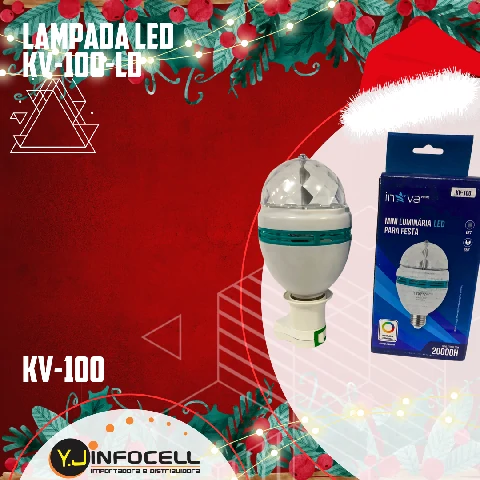 LAMPADA LED
KV-100-LD
inova
KV-100
MINI LUMINÁRIA LED
PARA FESTA
20000H
KV-100
Y.J INFOCELL
importadora e distribuidora